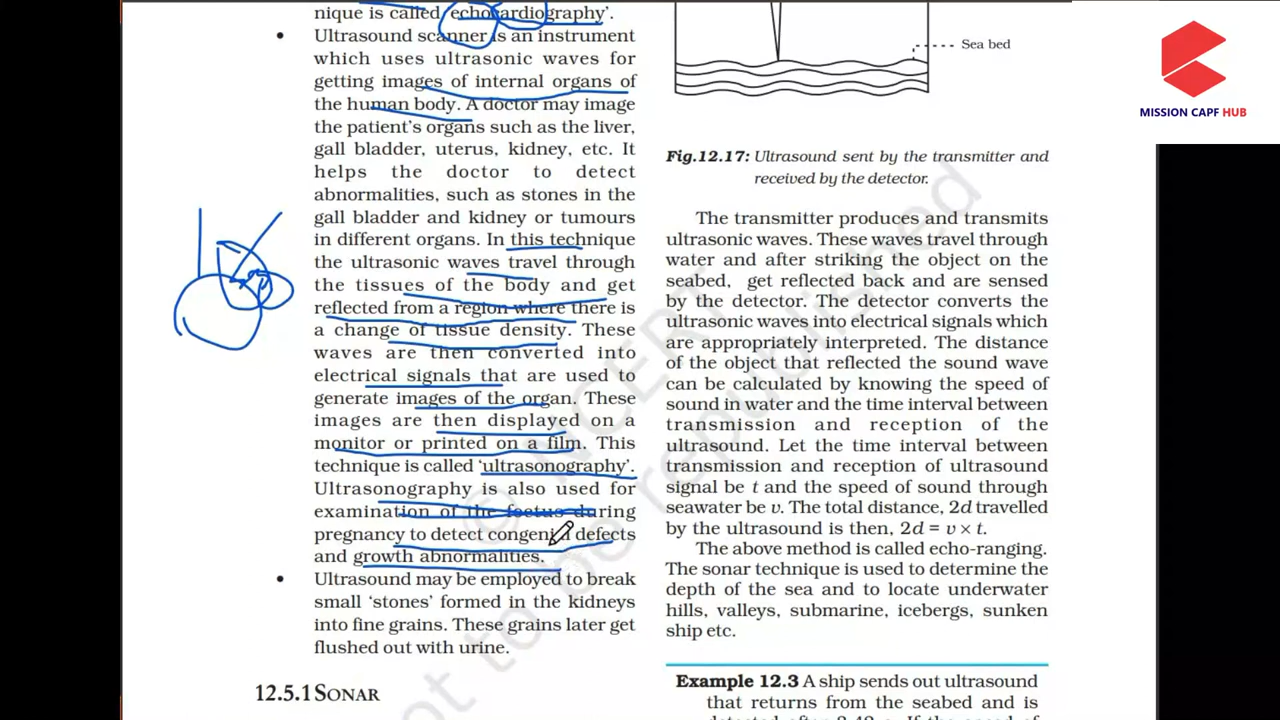 nique is called 'echocardiography'.
• Ultrasound scanner is an instrument
which uses ultrasonic waves for
getting images of internal organs of
the human body. A doctor may image
the patient's organs such as the liver,
gall bladder, uterus, kidney, etc. It
helps the doctor to detect
abnormalities, such as stones in the
gall bladder and kidney or tumours
in different organs. In this technique
the ultrasonic waves travel through
the tissues of the body and get
reflected from a region where there is
a change of tissue density. These
waves are then converted into
electrical signals that are used to
generate images of the organ. These
images are then displayed on a
monitor or printed on a film. This
technique is called 'ultrasonography'.
Ultrasonography is also used for
examination of the foetus during
pregnancy to detect congenial defects
and growth abnormalities.
• Ultrasound may be employed to break
small 'stones' formed in the kidneys
into fine grains. These grains later get
flushed out with urine.
12.5.1 SONAR
Sea bed
Fig.12.17: Ultrasound sent by the transmitter and
received by the detector.
The transmitter produces and transmits
ultrasonic waves. These waves travel through
water and after striking the object on the
seabed, get reflected back and are sensed
by the detector. The detector converts the
ultrasonic waves into electrical signals which
are appropriately interpreted. The distance
of the object that reflected the sound wave
can be calculated by knowing the speed of
sound in water and the time interval between
transmission and reception of the
ultrasound. Let the time interval between
transmission and reception of ultrasound
signal be t and the speed of sound through
seawater be v. The total distance, 2d travelled
by the ultrasound is then, 2d = v × t.
The above method is called echo-ranging.
The sonar technique is used to determine the
depth of the sea and to locate underwater
hills, valleys, submarine, icebergs, sunken
ship etc.
Example 12.3 A ship sends out ultrasound
that returns from the seabed and is
MISSION CAPF HUB
© NCERT
not to be republished